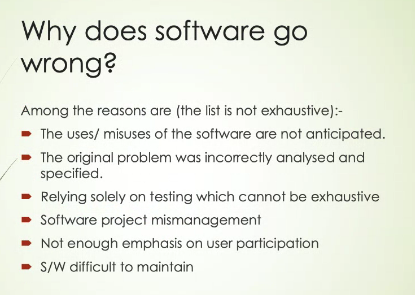 Why does software go
wrong?
Among the reasons are (the list is not exhaustive):-
The uses/ misuses of the software are not anticipated.
The original problem was incorrectly analysed and
specified.
Relying solely on testing which cannot be exhaustive
Software project mismanagement
Not enough emphasis on user participation
S/W difficult to maintain